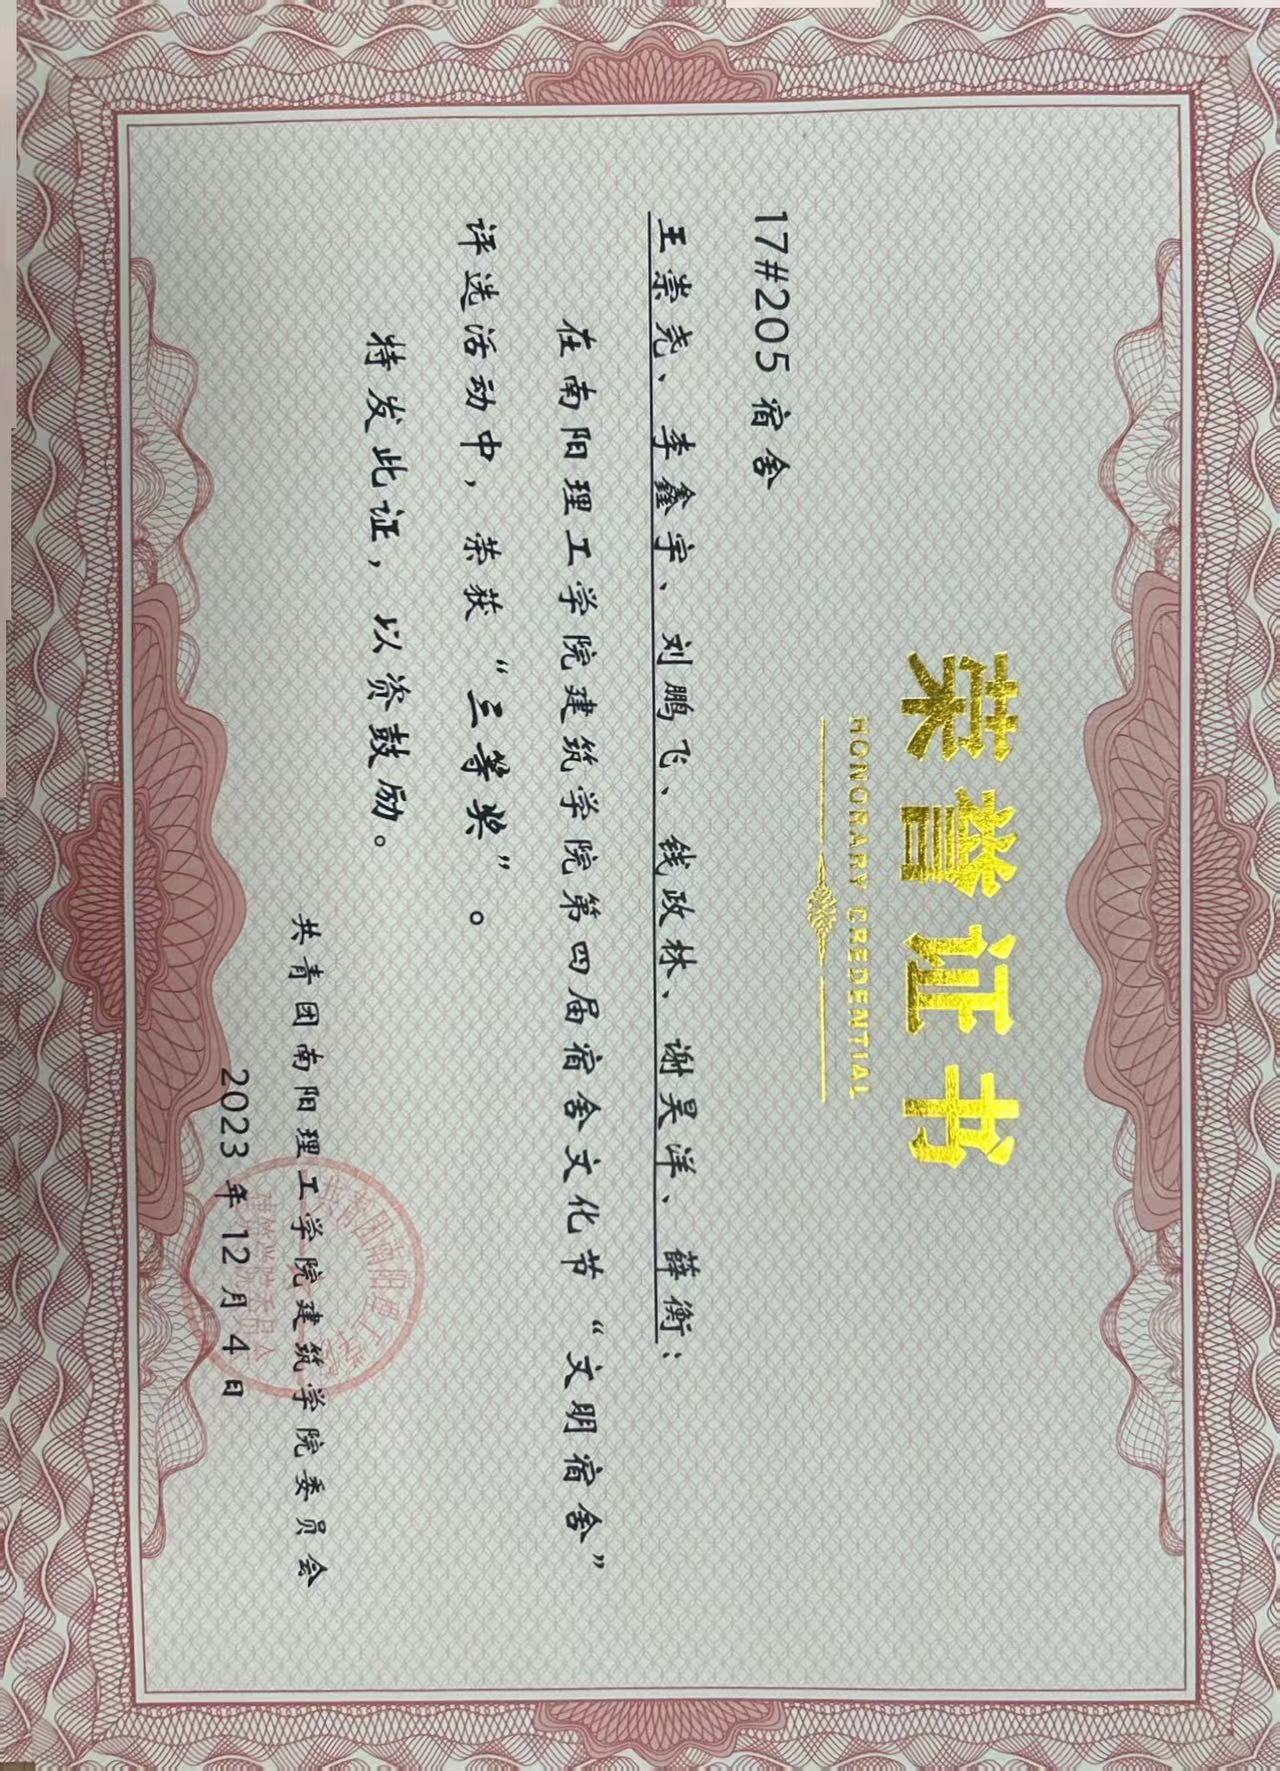 荣誉证书
HONORARY CREDENTIAL
17#205宿舍
王崇尧、李鑫宇、刘鹏飞、钱政林、谢昊洋、薛衡：
在南阳理工学院建筑学院第四届宿舍文化节“文明宿舍”
评选活动中，荣获“三等奖”。
特发此证，以资鼓励。
共青团南阳理工学院建筑学院委员会
2023年12月4日